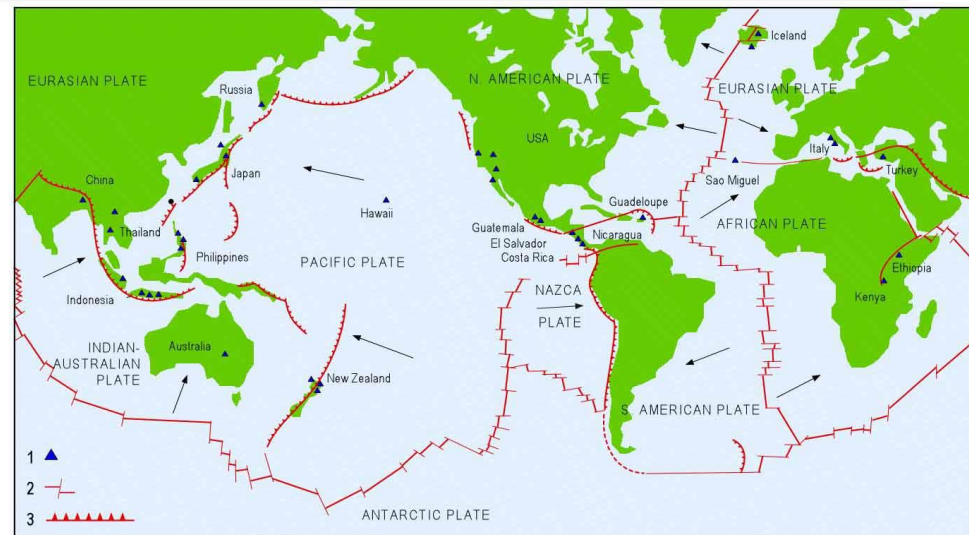 Iceland
EURASIAN PLATE
N. AMERICAN PLATE
EURASIAN PLATE
Russia
USA
Italy
Japan
Turkey
China
Sao Miguel
Guadeloupe
Hawaii
Thailand
Guatemala
Nicaragua
AFRICAN PLATE
El Salvador
Philippines
Costa Rica
PACIFIC PLATE
Ethiopia
Indonesia
NAZCA
PLATE
Kenya
INDIAN-
AUSTRALIAN
PLATE
Australia
New Zealand
S. AMERICAN PLATE
1
2
3
ANTARCTIC PLATE